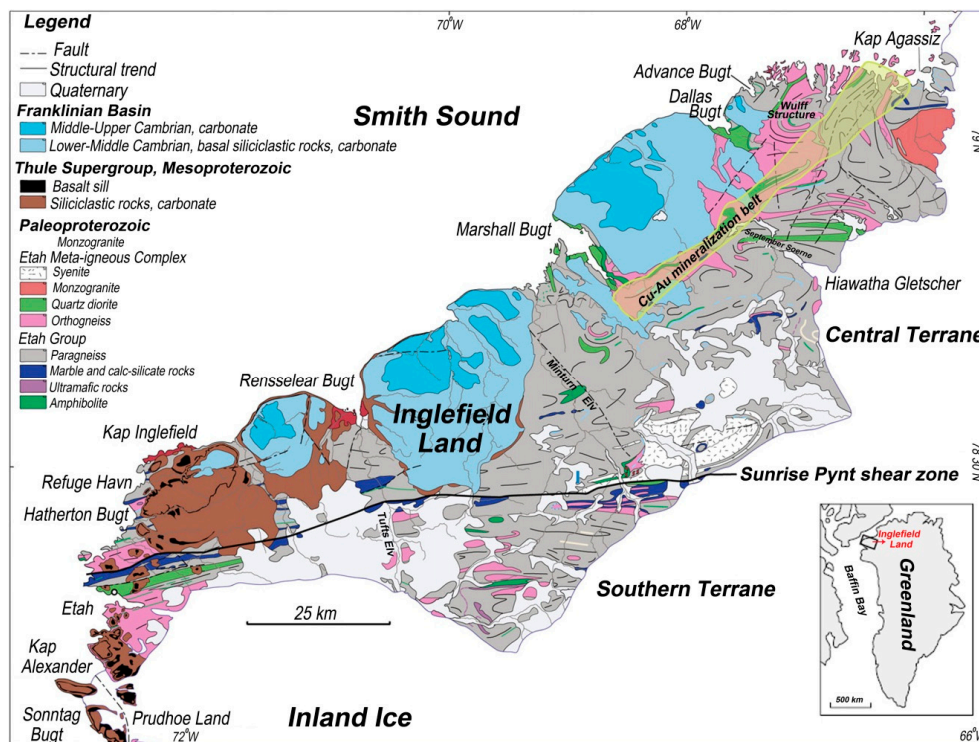 Legend
Fault
Structural trend
Quaternary
Franklinian Basin
Middle-Upper Cambrian, carbonate
Lower-Middle Cambrian, basal siliciclastic rocks, carbonate
Thule Supergroup, Mesoproterozoic
Basalt sill
Siliciclastic rocks, carbonate
Paleoproterozoic
Monzogranite
Etah Meta-igneous Complex
Syenite
Monzogranite
Quartz diorite
Orthogneiss
Etah Group
Paragneiss
Marble and calc-silicate rocks
Ultramafic rocks
Amphibolite
70°W
68°W
Kap Agassiz
Advance Bugt
Dallas
Bugt
Wulff
Structure
Smith Sound
79°N
Marshall Bugt
Cu-Au mineralization belt
September Soerne
Hiawatha Gletscher
Central Terrane
Rensselear Bugt
Minturn Elv
Inglefield
Land
Kap Inglefield
78°30'N
Refuge Havn
Sunrise Pynt shear zone
Hatherton Bugt
Tufts Elv
Southern Terrane
Etah
25 km
Kap
Alexander
Sonntag
Bugt
Prudhoe Land
72°W
Inland Ice
66°
Inglefield
Land
Greenland
Baffin Bay
500 km